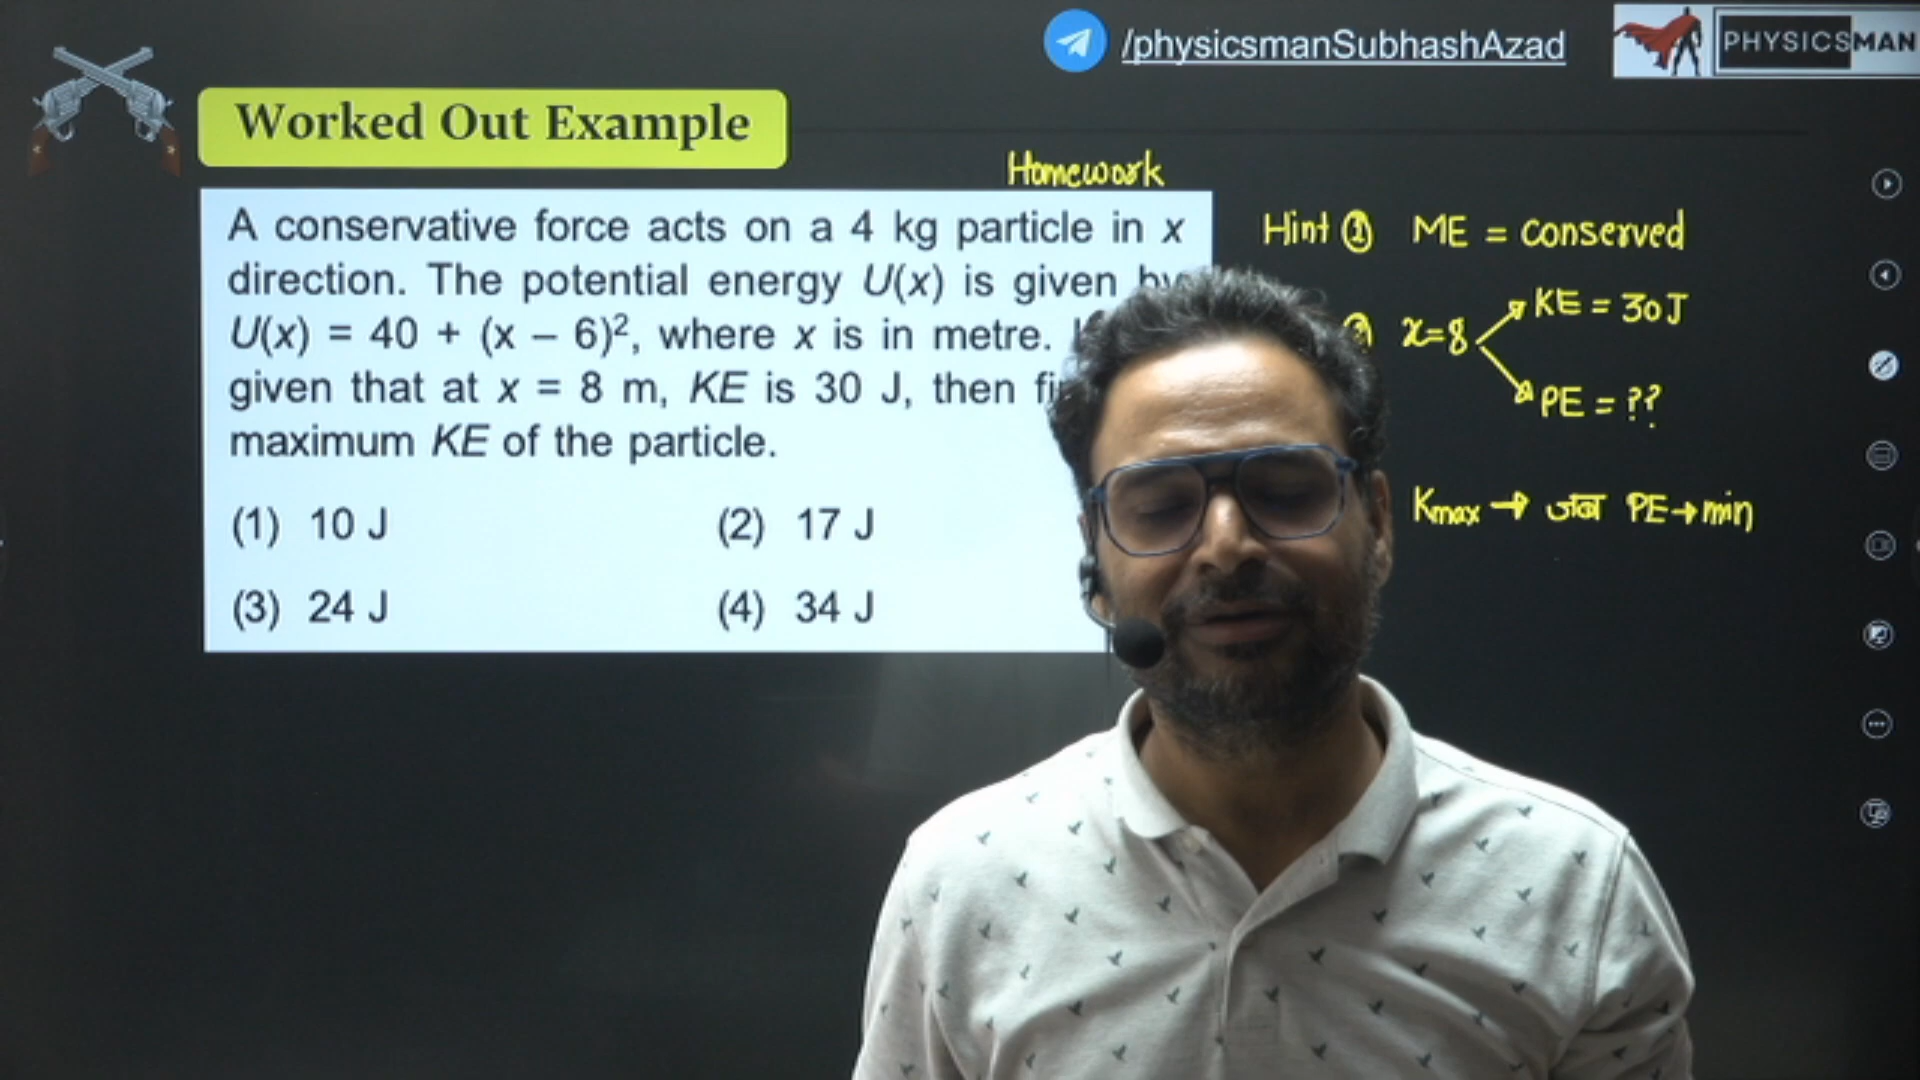 /physicsmanSubhashAzad
PHYSICSMAN
Worked Out Example
Homework
A conservative force acts on a 4 kg particle in x
direction. The potential energy U(x) is given by
U(x) = 40 + (x – 6)², where x is in metre.
given that at x = 8 m, KE is 30 J, then
maximum KE of the particle.
(1) 10 J
(2) 17 J
(3) 24 J
(4) 34 J
Hint ① ME = conserved
x=8 KE = 30J
PE = ??
Kmax → जब PE→min